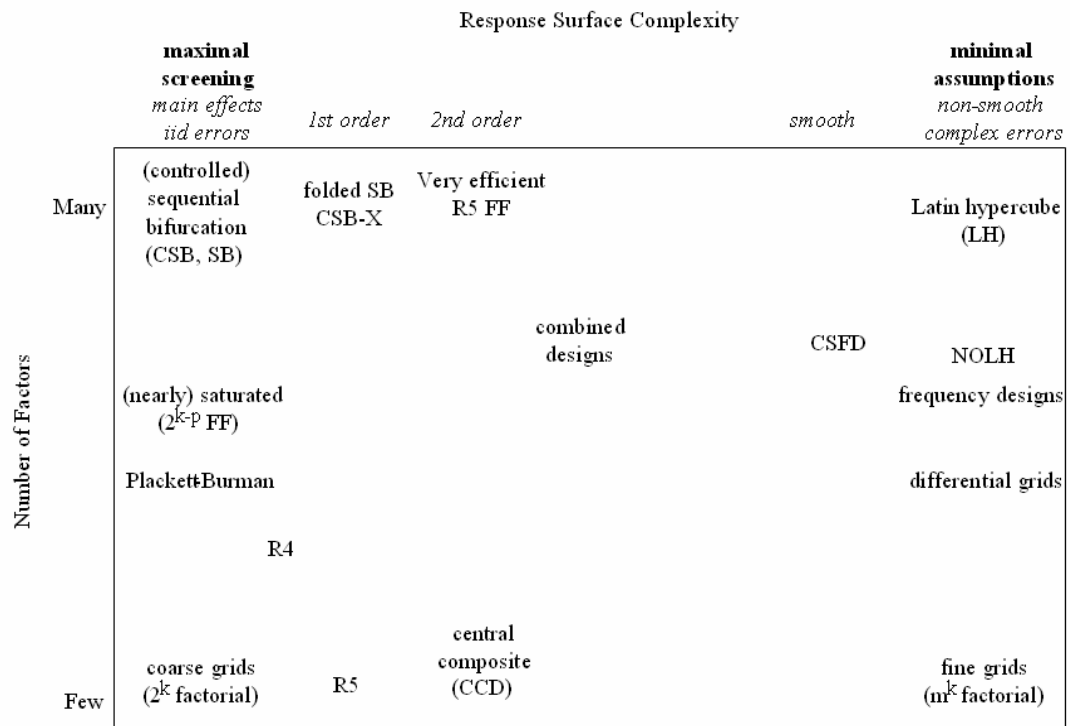 Response Surface Complexity
maximal
screening
main effects
iid errors
1st order
2nd order
smooth
minimal
assumptions
non-smooth
complex errors
Number of Factors
Many
(controlled)
sequential
bifurcation
(CSB, SB)
folded SB
CSB-X
Very efficient
R5 FF
Latin hypercube
(LH)
combined
designs
CSFD
NOLH
(nearly) saturated
(2^k-p FF)
frequency designs
Plackett-Burman
differential grids
R4
Few
coarse grids
(2^k factorial)
R5
central
composite
(CCD)
fine grids
(m^k factorial)